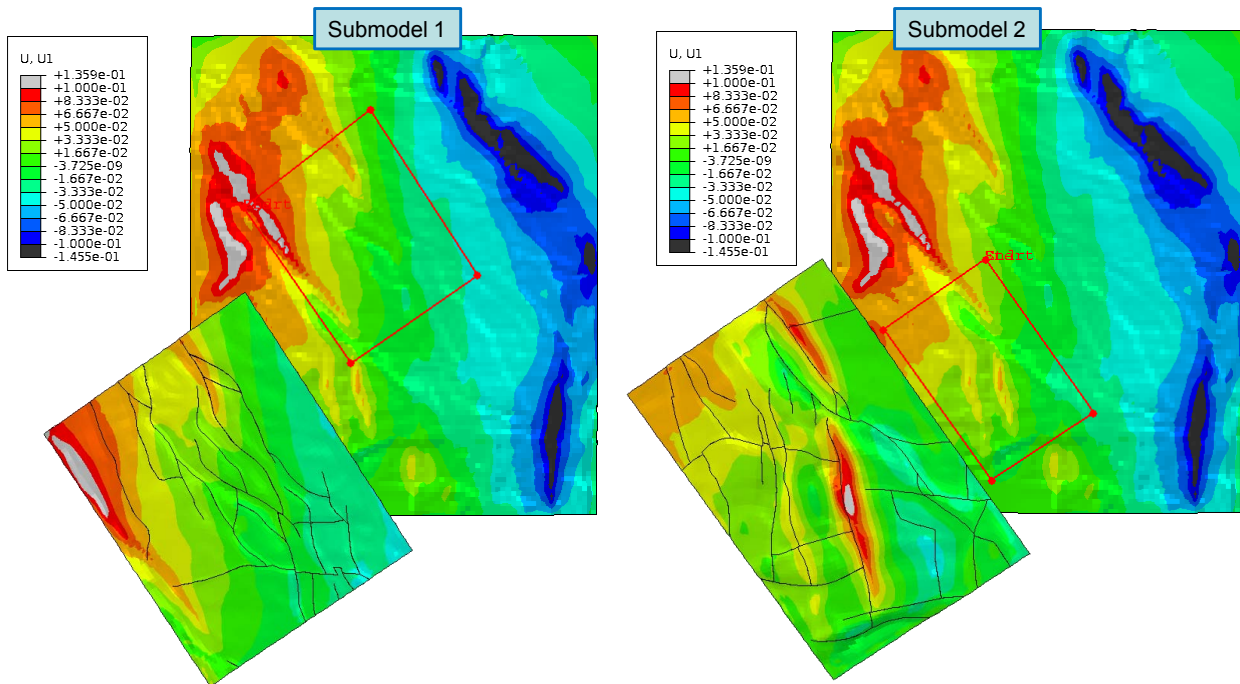 Submodel 1
U, U1
+1.359e-01
+1.000e-01
+8.333e-02
+6.667e-02
+5.000e-02
+3.333e-02
+1.667e-02
-3.725e-09
-1.667e-02
-3.333e-02
-5.000e-02
-6.667e-02
-8.333e-02
-1.000e-01
-1.455e-01
Submodel 2
U, U1
+1.359e-01
+1.000e-01
+8.333e-02
+6.667e-02
+5.000e-02
+3.333e-02
+1.667e-02
-3.725e-09
-1.667e-02
-3.333e-02
-5.000e-02
-6.667e-02
-8.333e-02
-1.000e-01
-1.455e-01